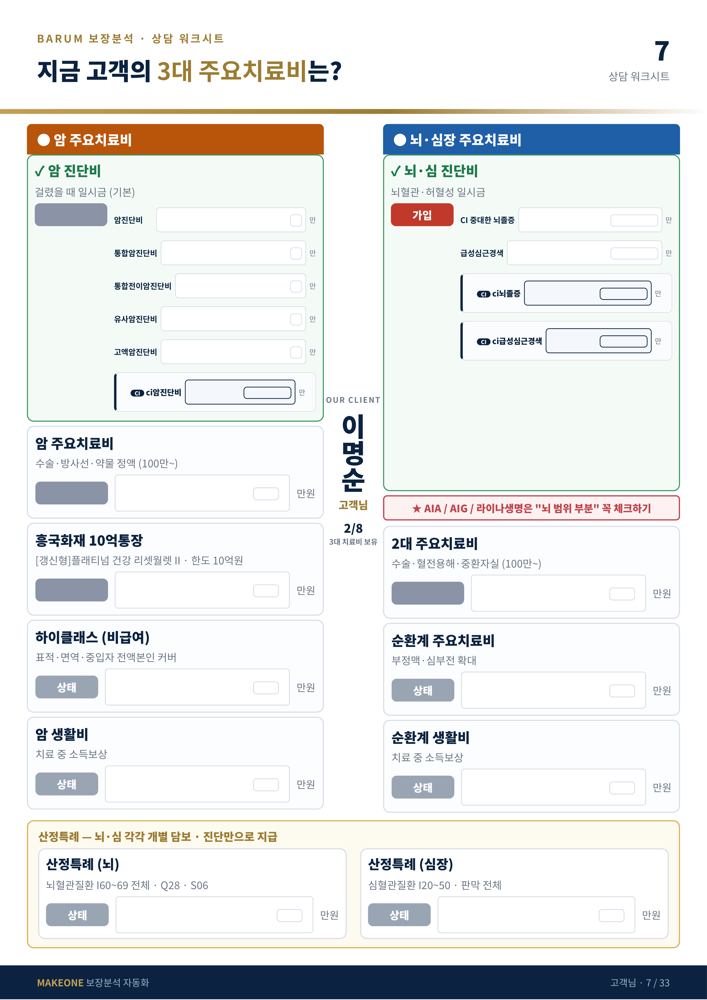 BARUM 보장분석 · 상담 워크시트
지금 고객의 3대 주요치료비는?
7
상담 워크시트
암 주요치료비
✓ 암 진단비
걸렸을 때 일시금 (기본)
암진단비 만
통합암진단비 만
통합전이암진단비 만
유사암진단비 만
고액암진단비 만
CI ci암진단비 만
암 주요치료비
수술·방사선·약물 정액 (100만~)
만원
흥국화재 10억통장
[갱신형]플래티넘 건강 리셋월렛 II · 한도 10억원
만원
하이클래스 (비급여)
표적·면역·중입자 전액본인 커버
상태 만원
암 생활비
치료 중 소득보상
상태 만원
OUR CLIENT
이
명
순
고객님
2/8
3대 치료비 보유
뇌·심장 주요치료비
✓ 뇌·심 진단비
뇌혈관·허혈성 일시금
가입 CI 중대한 뇌졸증 만
급성심근경색 만
CI ci뇌졸증 만
CI ci급성심근경색 만
★ AIA / AIG / 라이나생명은 "뇌 범위 부분" 꼭 체크하기
2대 주요치료비
수술·혈전용해·중환자실 (100만~)
만원
순환계 주요치료비
부정맥·심부전 확대
상태 만원
순환계 생활비
치료 중 소득보상
상태 만원
산정특례 — 뇌·심 각각 개별 담보 · 진단만으로 지급
산정특례 (뇌)
뇌혈관질환 I60~69 전체 · Q28 · S06
상태 만원
산정특례 (심장)
심혈관질환 I20~50 · 판막 전체
상태 만원
MAKEONE 보장분석 자동화
고객님 · 7 / 33